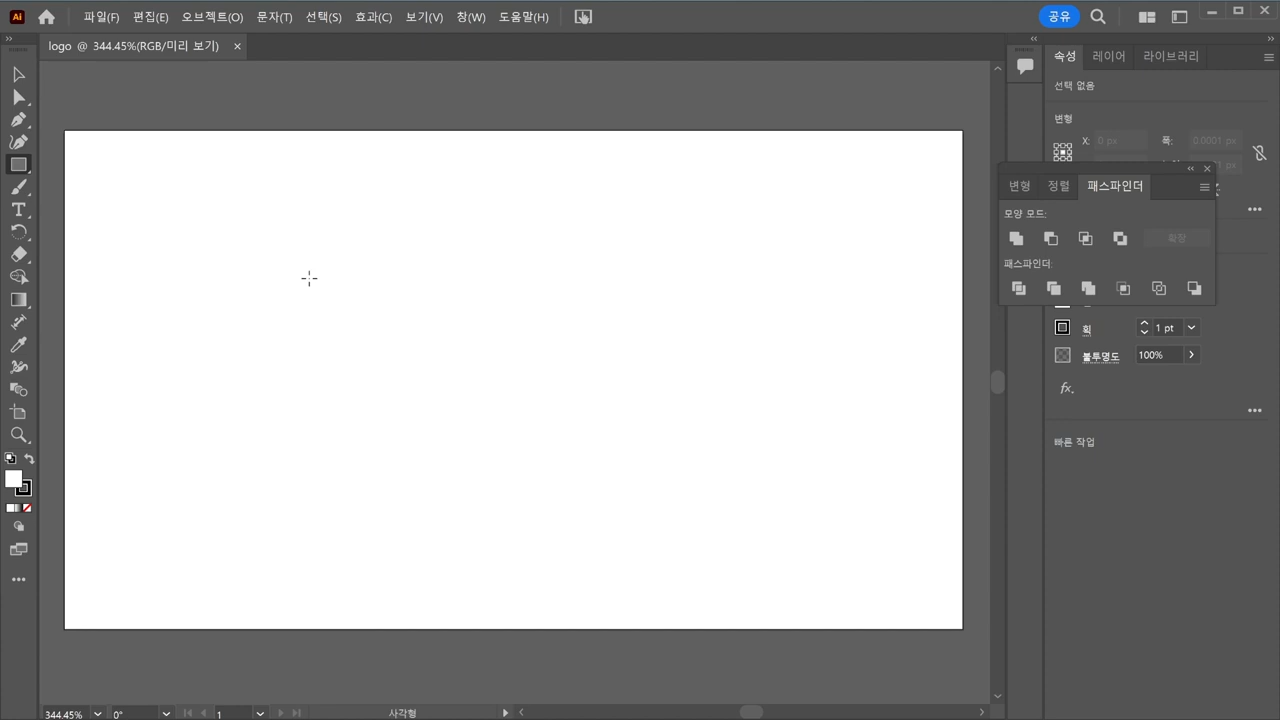 Ai 파일(F) 편집(E) 오브젝트(O) 문자(T) 선택(S) 효과(C) 보기(V) 창(W) 도움말(H) 공유
logo @ 344.45%(RGB/미리 보기) ×
속성 레이어 라이브러리
선택 없음
변형
X: 0 px 폭: 0.0001 px
변형 정렬 패스파인더
모양 모드:
확장
패스파인더:
획 1 pt
불투명도 100%
fx.
빠른 작업
344.45% 0° 1 사각형